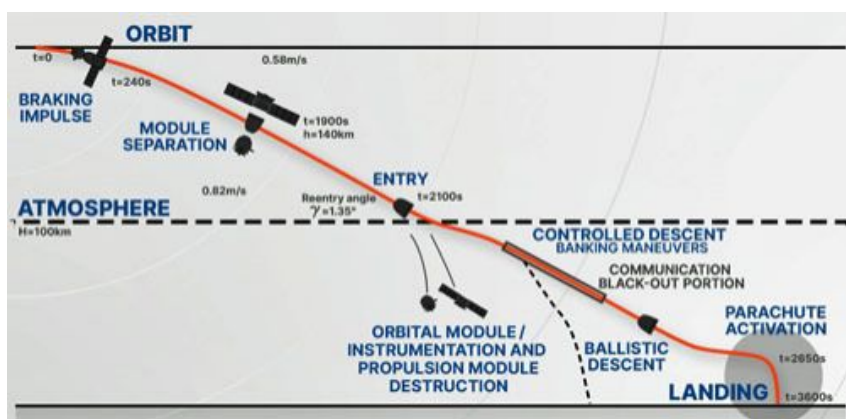 ORBIT
t=0
0.58m/s
t=240s
BRAKING
IMPULSE
t=1900s
h=140km
MODULE
SEPARATION
ENTRY
t=2100s
0.82m/s
Reentry angle
γ=1.35°
ATMOSPHERE
H=100km
CONTROLLED DESCENT
BANKING MANEUVERS
COMMUNICATION
BLACK-OUT PORTION
PARACHUTE
ACTIVATION
ORBITAL MODULE /
INSTRUMENTATION AND
PROPULSION MODULE
DESTRUCTION
BALLISTIC
DESCENT
t=2650s
LANDING
t=3600s